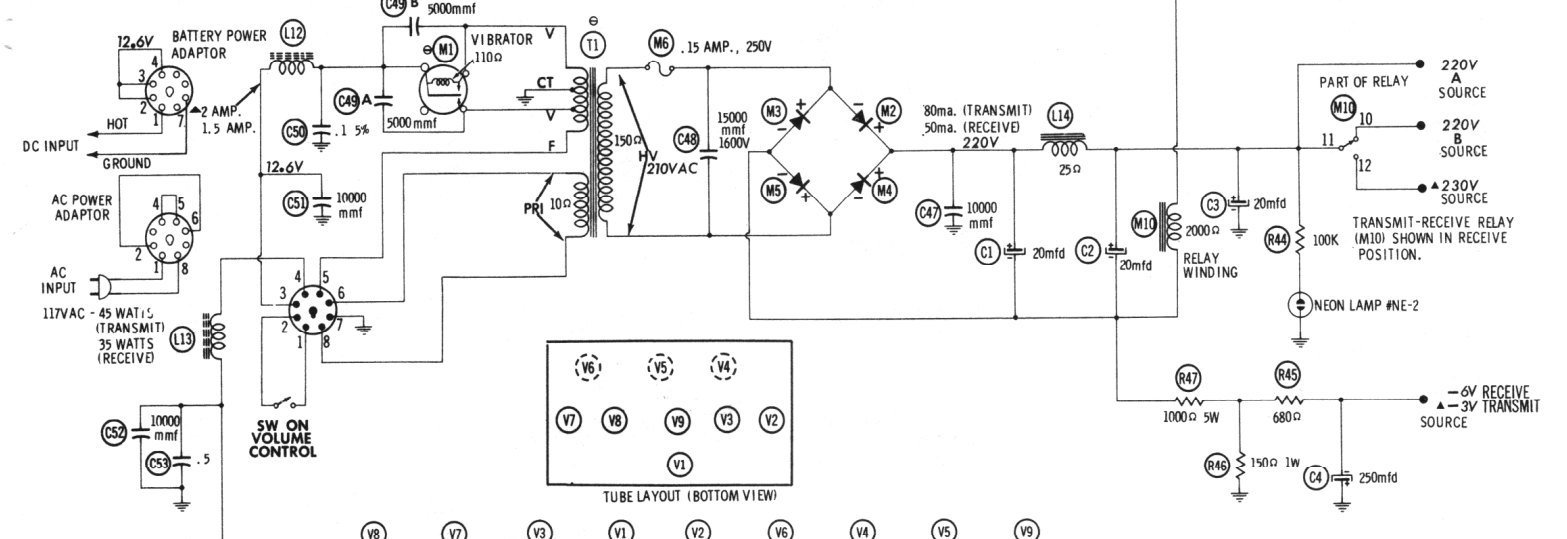 C49 B 5000mmf
12.6V
BATTERY POWER
ADAPTOR
4
3
2
1
7
HOT
DC INPUT
GROUND
▲2 AMP.
1.5 AMP.
L12
C50
.1 5%
C49 A
5000 mmf
⊖ M1
VIBRATOR
.110Ω
V
CT
V
F
⊖
T1
PRI
10Ω
150Ω
HV
210VAC
M6
.15 AMP., 250V
C48
15000
mmf
1600V
M3
+
-
M2
-
+
M5
-
+
M4
-
+
80ma. (TRANSMIT)
50ma. (RECEIVE)
220V
L14
25Ω
C47
10000
mmf
C1
20mfd
C2
20mfd
M10
2000Ω
RELAY
WINDING
C3
20mfd
R44
100K
NEON LAMP #NE-2
PART OF RELAY
M10
10
11
12
220V
A
SOURCE
220V
B
SOURCE
▲230V
SOURCE
TRANSMIT-RECEIVE RELAY
(M10) SHOWN IN RECEIVE
POSITION.
12.6V
C51
10000
mmf
AC POWER
ADAPTOR
4
5
6
2
1
8
AC
INPUT
117VAC - 45 WATTS
(TRANSMIT)
35 WATTS
(RECEIVE)
L13
4
5
3
6
2
7
1
8
SW ON
VOLUME
CONTROL
C52
10000
mmf
C53
.5
V6
V5
V4
V7
V8
V9
V3
V2
V1
TUBE LAYOUT (BOTTOM VIEW)
R47
1000Ω 5W
R45
680Ω
R46
150Ω 1W
C4
250mfd
-6V RECEIVE
▲-3V TRANSMIT
SOURCE
V8
V7
V3
V1
V2
V6
V4
V5
V9